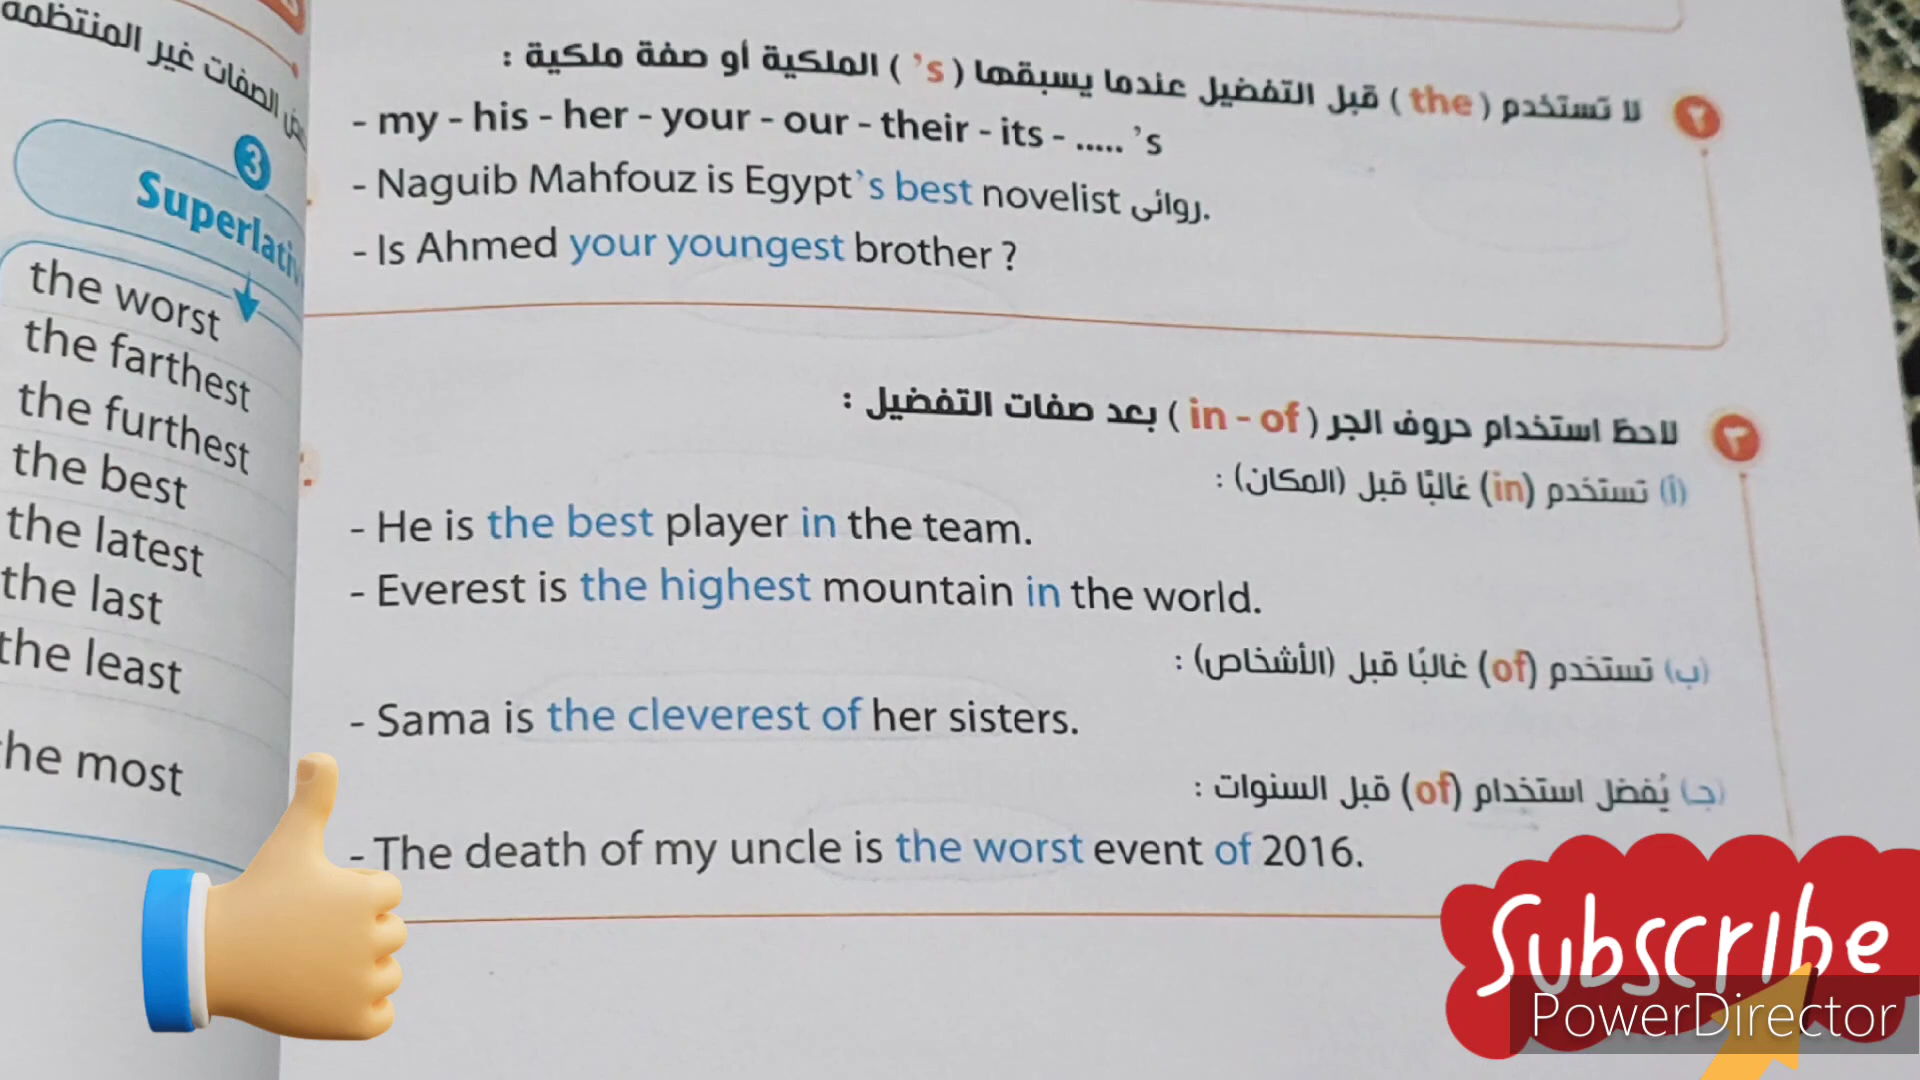 الصفات غير المنتظمة
3
Superlati
the worst
the farthest
the furthest
the best
the latest
the last
the least
he most
٢ لا تستخدم ( the ) قبل التفضيل عندما يسبقها ( ’s ) الملكية أو صفة ملكية :
- my - his - her - your - our - their - its - ..... ’s
- Naguib Mahfouz is Egypt’s best novelist روائى.
- Is Ahmed your youngest brother ?
٣ لاحظ استخدام حروف الجر ( in - of ) بعد صفات التفضيل :
(أ) تستخدم (in) غالبًا قبل (المكان) :
- He is the best player in the team.
- Everest is the highest mountain in the world.
(ب) تستخدم (of) غالبًا قبل (الأشخاص) :
- Sama is the cleverest of her sisters.
(جـ) يُفضل استخدام (of) قبل السنوات :
- The death of my uncle is the worst event of 2016.
Subscribe
PowerDirector